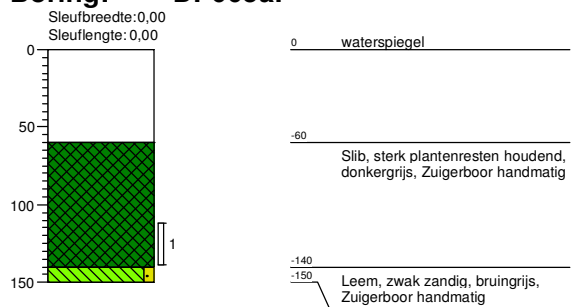 Sleufbreedte: 0,00
Sleuflengte: 0,00
0
50
100
150
1
0
waterspiegel
-60
Slib, sterk plantenresten houdend,
donkergrijs, Zuigerboor handmatig
-140
-150
Leem, zwak zandig, bruingrijs,
Zuigerboor handmatig